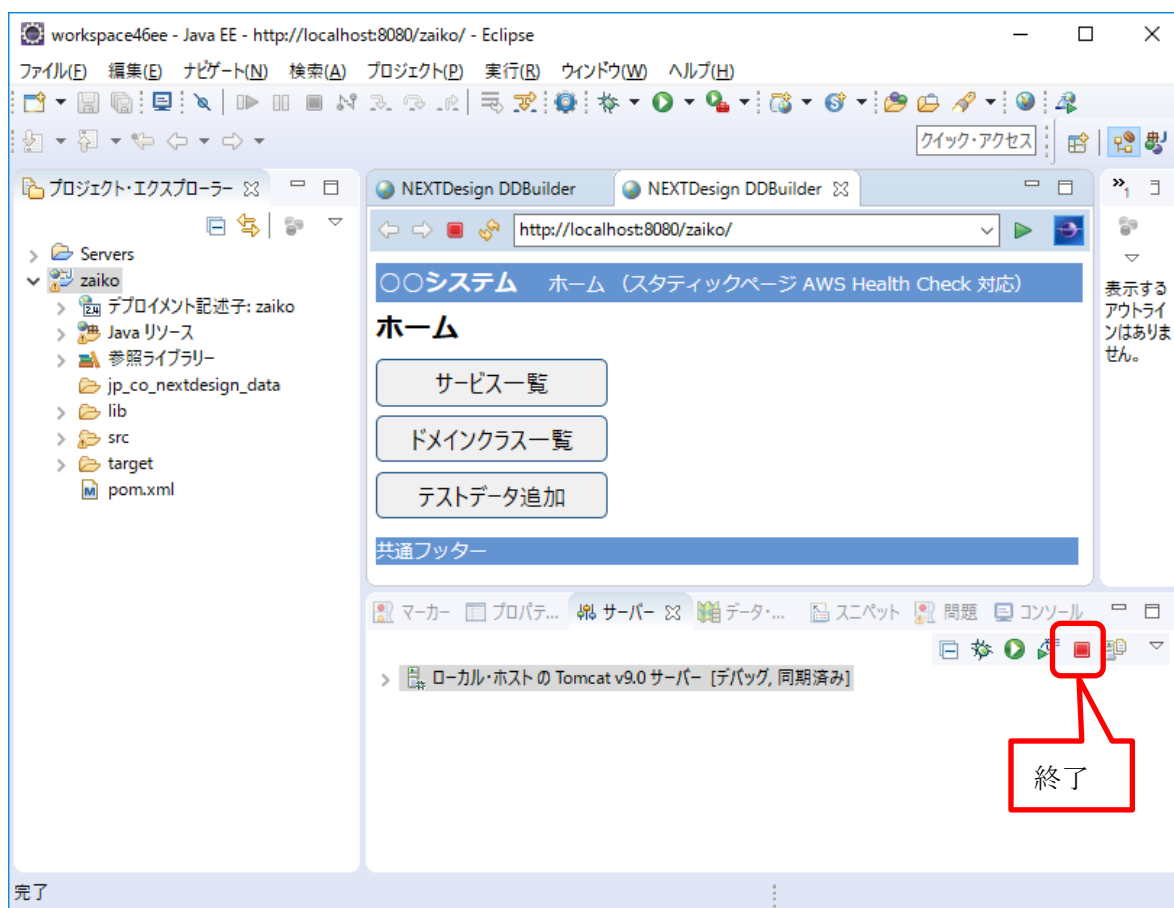 workspace46ee - Java EE - http://localhost:8080/zaiko/ - Eclipse
ファイル(F) 編集(E) ナビゲート(N) 検索(A) プロジェクト(P) 実行(R) ウィンドウ(W) ヘルプ(H)
クイック・アクセス
プロジェクト・エクスプローラー
Servers
zaiko
デプロイメント記述子: zaiko
Java リソース
参照ライブラリー
jp_co_nextdesign_data
lib
src
target
pom.xml
NEXTDesign DDBuilder NEXTDesign DDBuilder
http://localhost:8080/zaiko/
○○システム ホーム（スタティックページ AWS Health Check 対応）
ホーム
サービス一覧
ドメインクラス一覧
テストデータ追加
共通フッター
表示する
アウトライ
ンはありま
せん。
マーカー プロパテ... サーバー データ・... スニペット 問題 コンソール
ローカル・ホスト の Tomcat v9.0 サーバー [デバッグ, 同期済み]
終了
完了